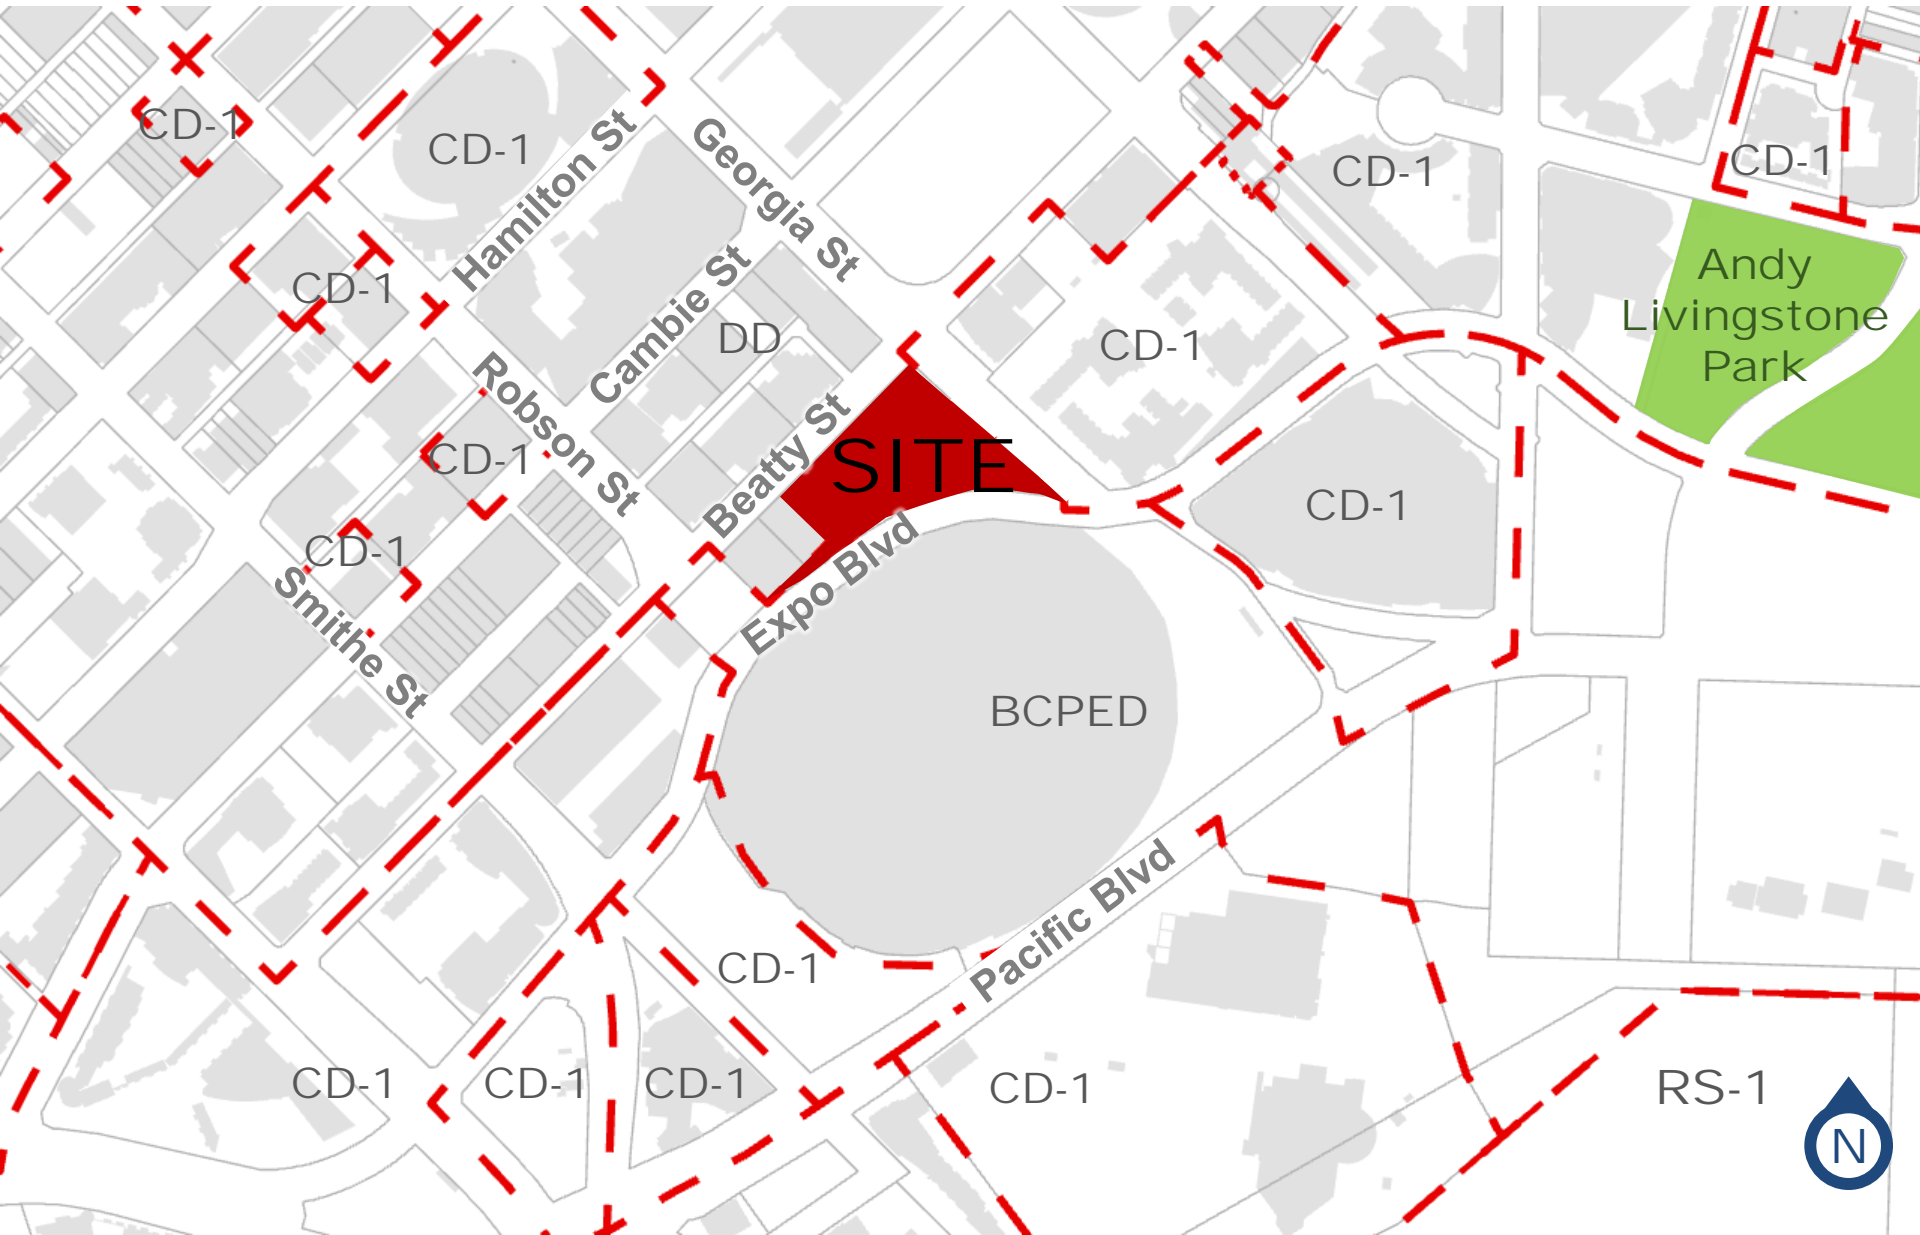 CD-1
CD-1
Hamilton St
Georgia St
CD-1
CD-1
CD-1
Cambie St
DD
CD-1
Andy
Livingstone
Park
Robson St
CD-1
Beatty St
SITE
CD-1
CD-1
Smithe St
Expo Blvd
BCPED
Pacific Blvd
CD-1
CD-1
CD-1
CD-1
CD-1
RS-1
N